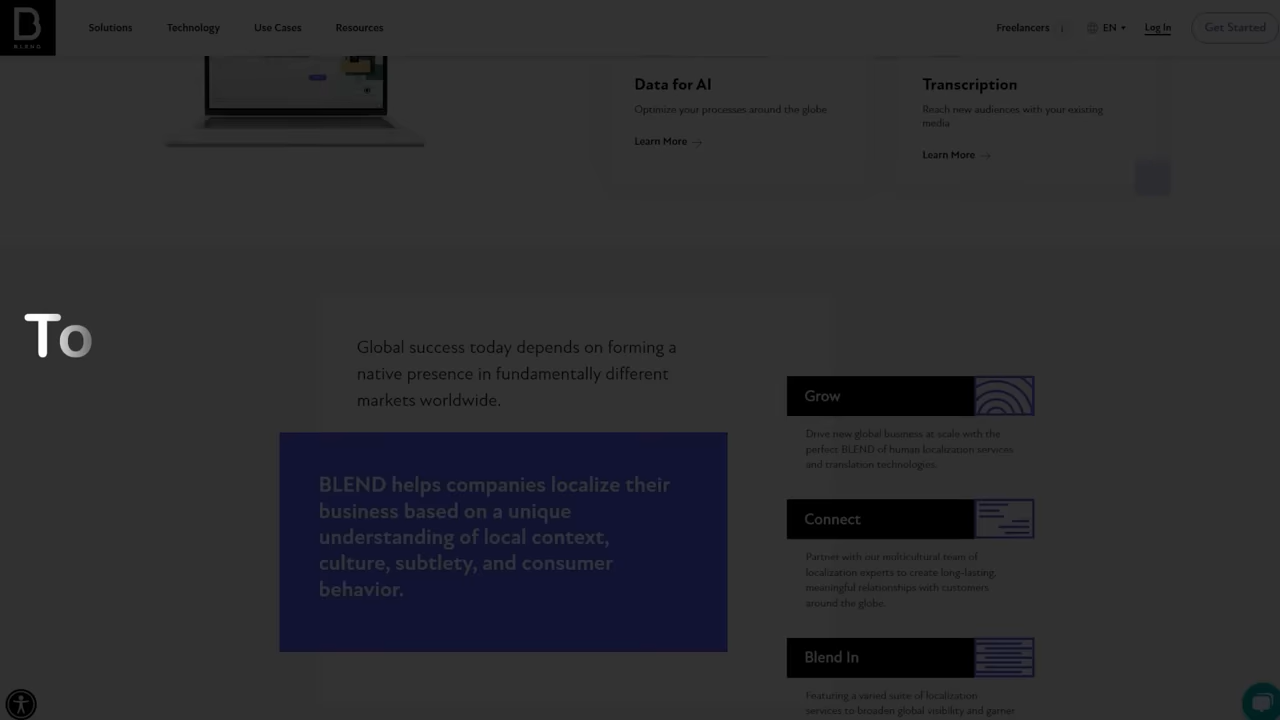 B
BLEND
Solutions
Technology
Use Cases
Resources
Freelancers
EN
Log In
Get Started
Data for AI
Optimize your processes around the globe
Learn More →
Transcription
Reach new audiences with your existing
media
Learn More →
To
Global success today depends on forming a
native presence in fundamentally different
markets worldwide.
BLEND helps companies localize their
business based on a unique
understanding of local context,
culture, subtlety, and consumer
behavior.
Grow
Drive new global business at scale with the
perfect BLEND of human localization services
and translation technologies.
Connect
Partner with our multicultural team of
localization experts to create long-lasting,
meaningful relationships with customers
around the globe.
Blend In
Featuring a varied suite of localization
services to broaden global visibility and garner